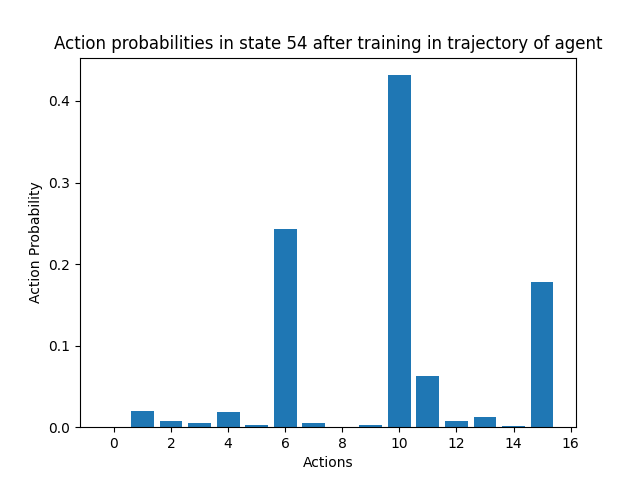 Action probabilities in state 54 after training in trajectory of agent
0.4
0.3
0.2
0.1
0.0
Action Probability
0 2 4 6 8 10 12 14 16
Actions